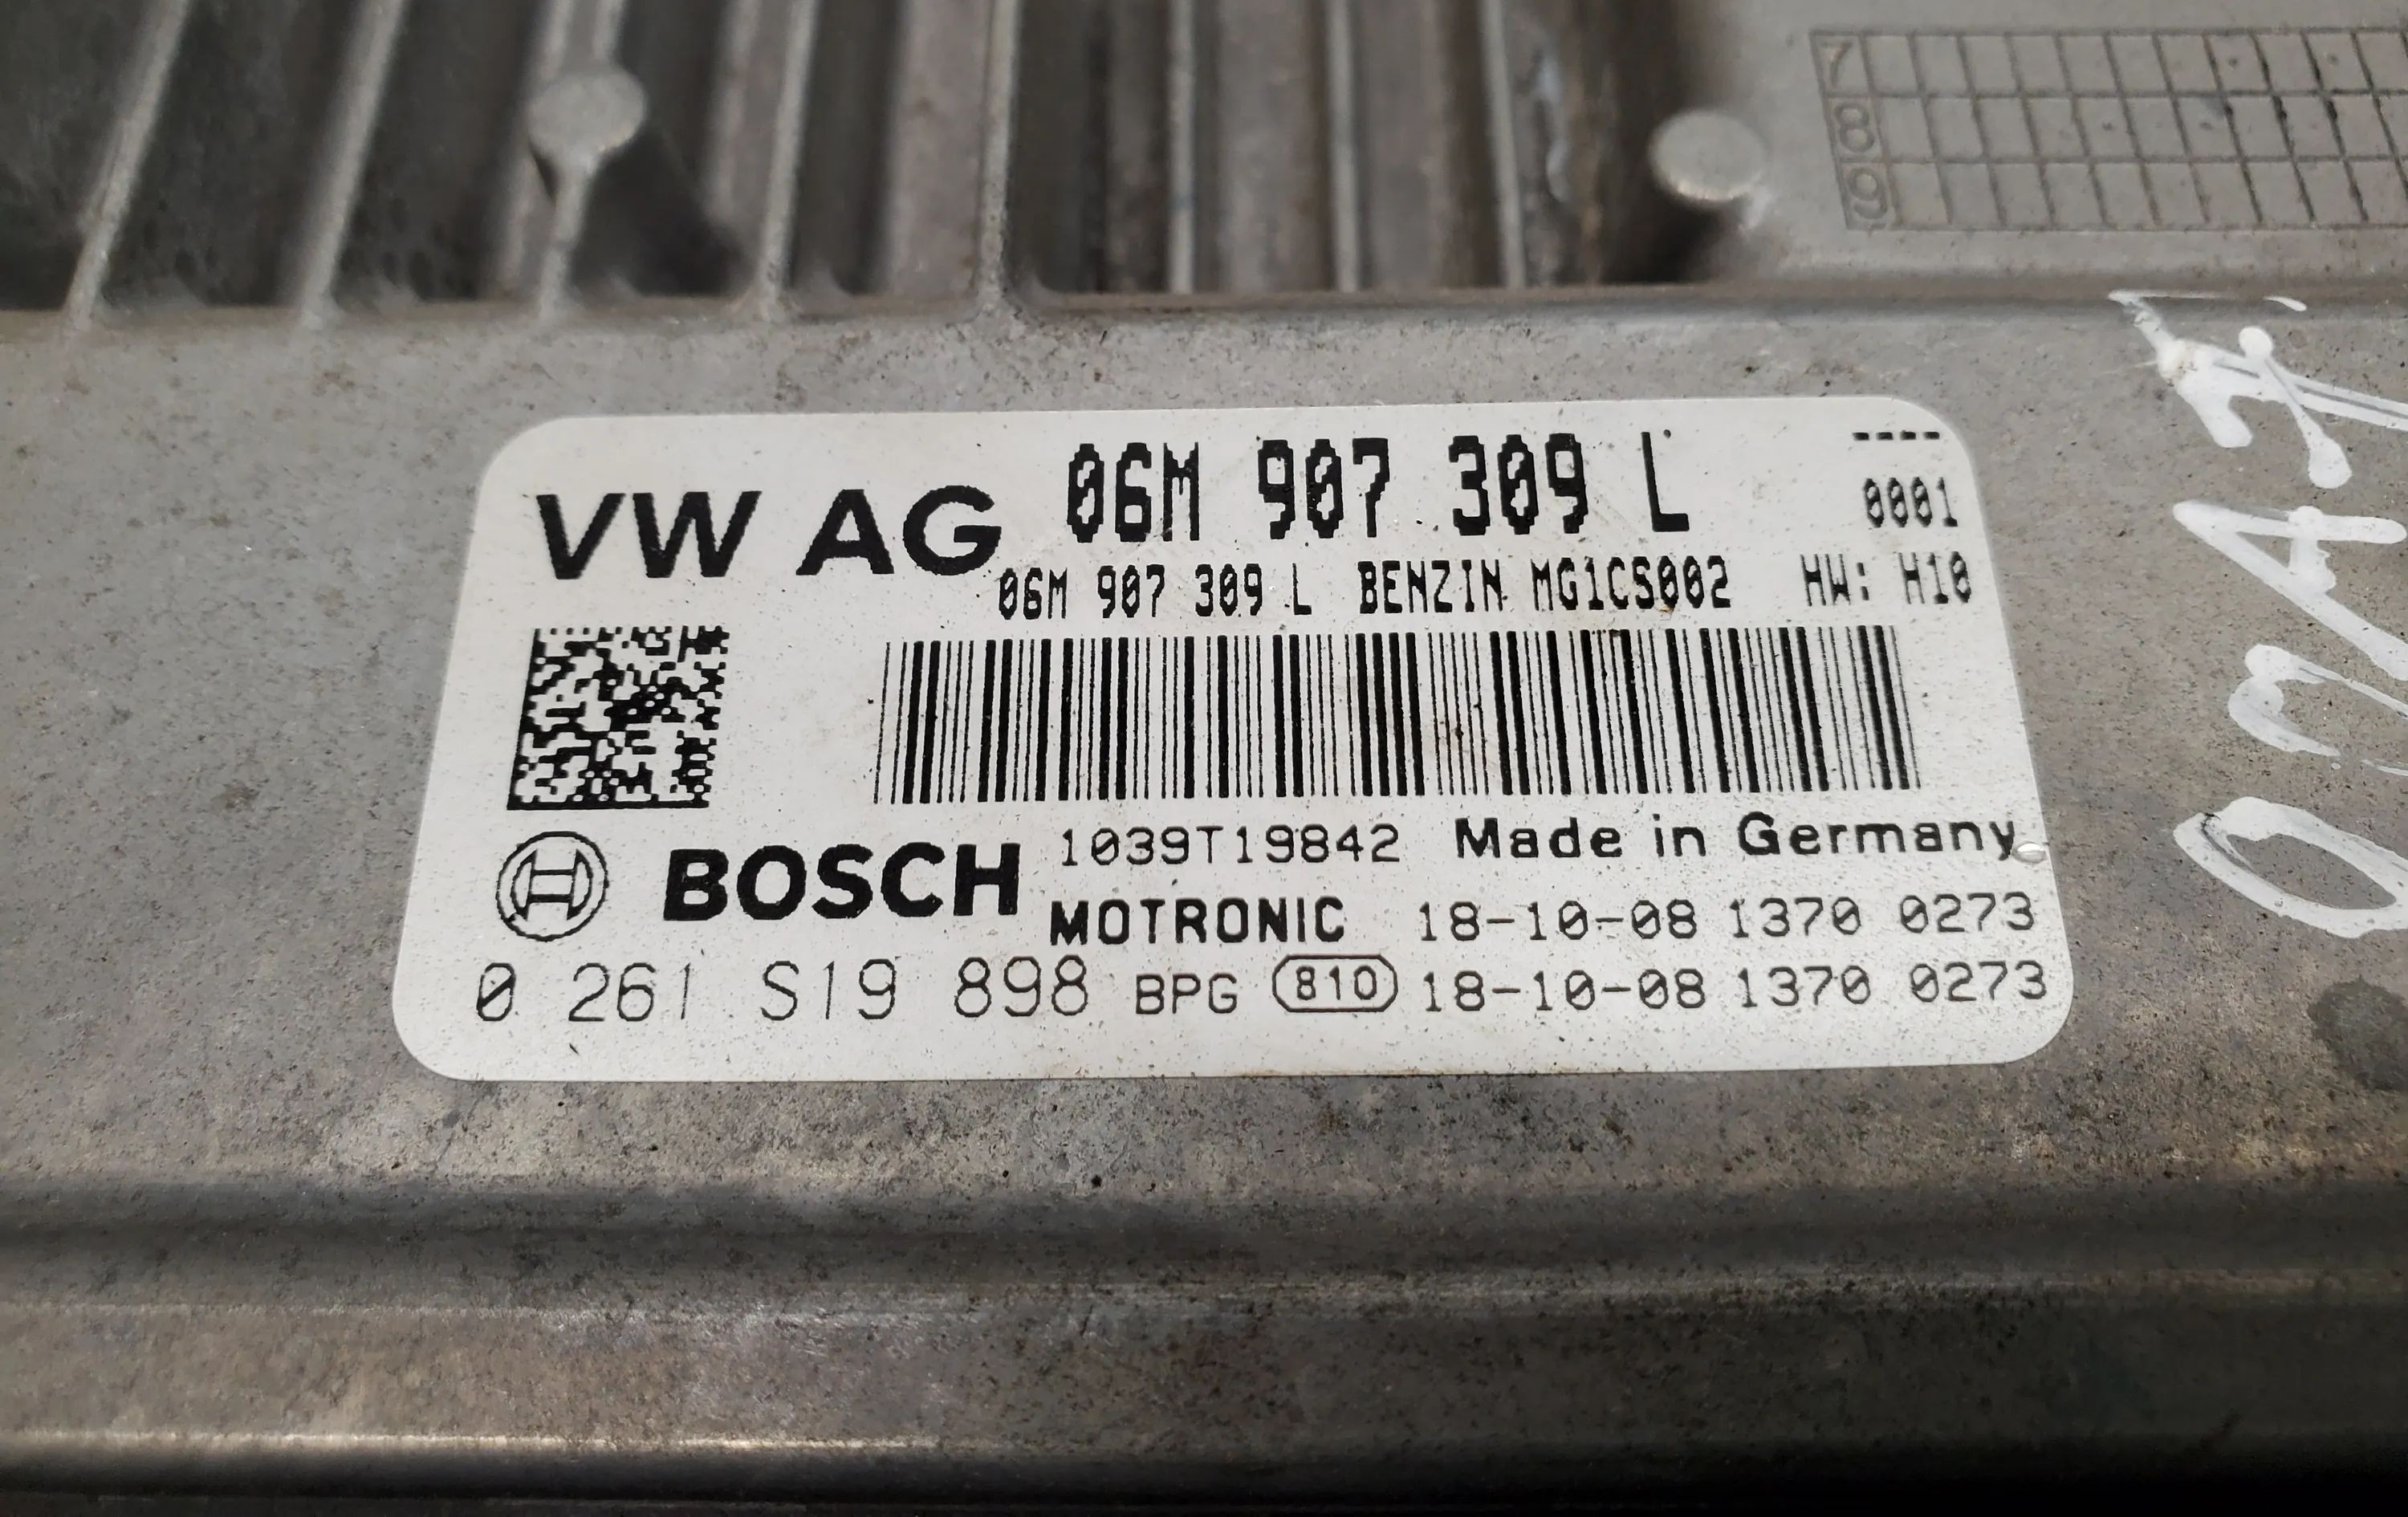 7
8
9
VW AG 06M 907 309 L ----
0001
06M 907 309 L BENZIN MG1CS002 HW: H10
BOSCH 1039T19842 Made in Germany
MOTRONIC 18-10-08 1370 0273
0 261 S19 898 BPG 810 18-10-08 1370 0273